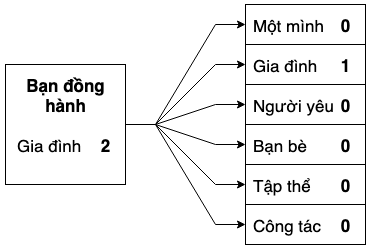 Bạn đồng
hành
Gia đình 2
Một mình 0
Gia đình 1
Người yêu 0
Bạn bè 0
Tập thể 0
Công tác 0